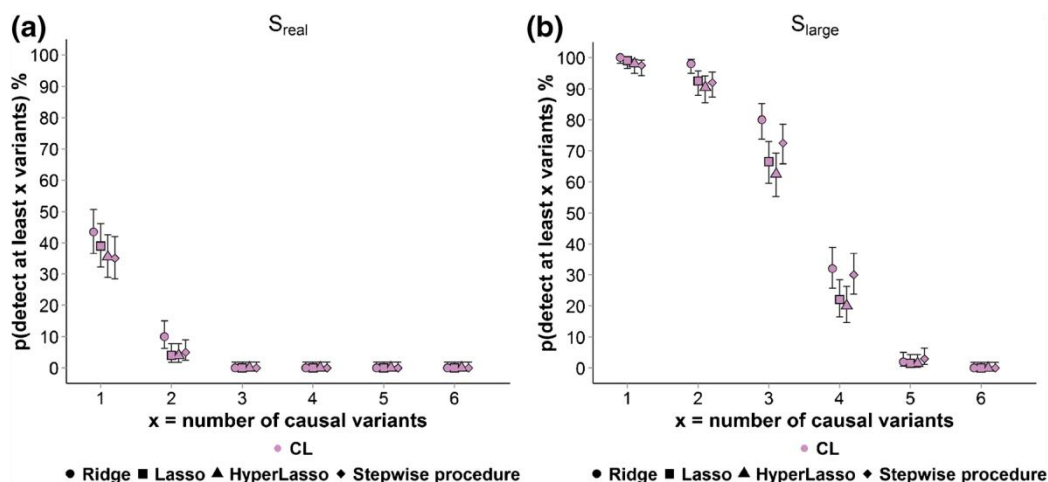 (a)
S_real
100
90
80
70
60
50
40
30
20
10
0
p(detect at least x variants) %
1 2 3 4 5 6
x = number of causal variants
CL
Ridge Lasso HyperLasso Stepwise procedure
(b)
S_large
100
90
80
70
60
50
40
30
20
10
0
p(detect at least x variants) %
1 2 3 4 5 6
x = number of causal variants
CL
Ridge Lasso HyperLasso Stepwise procedure